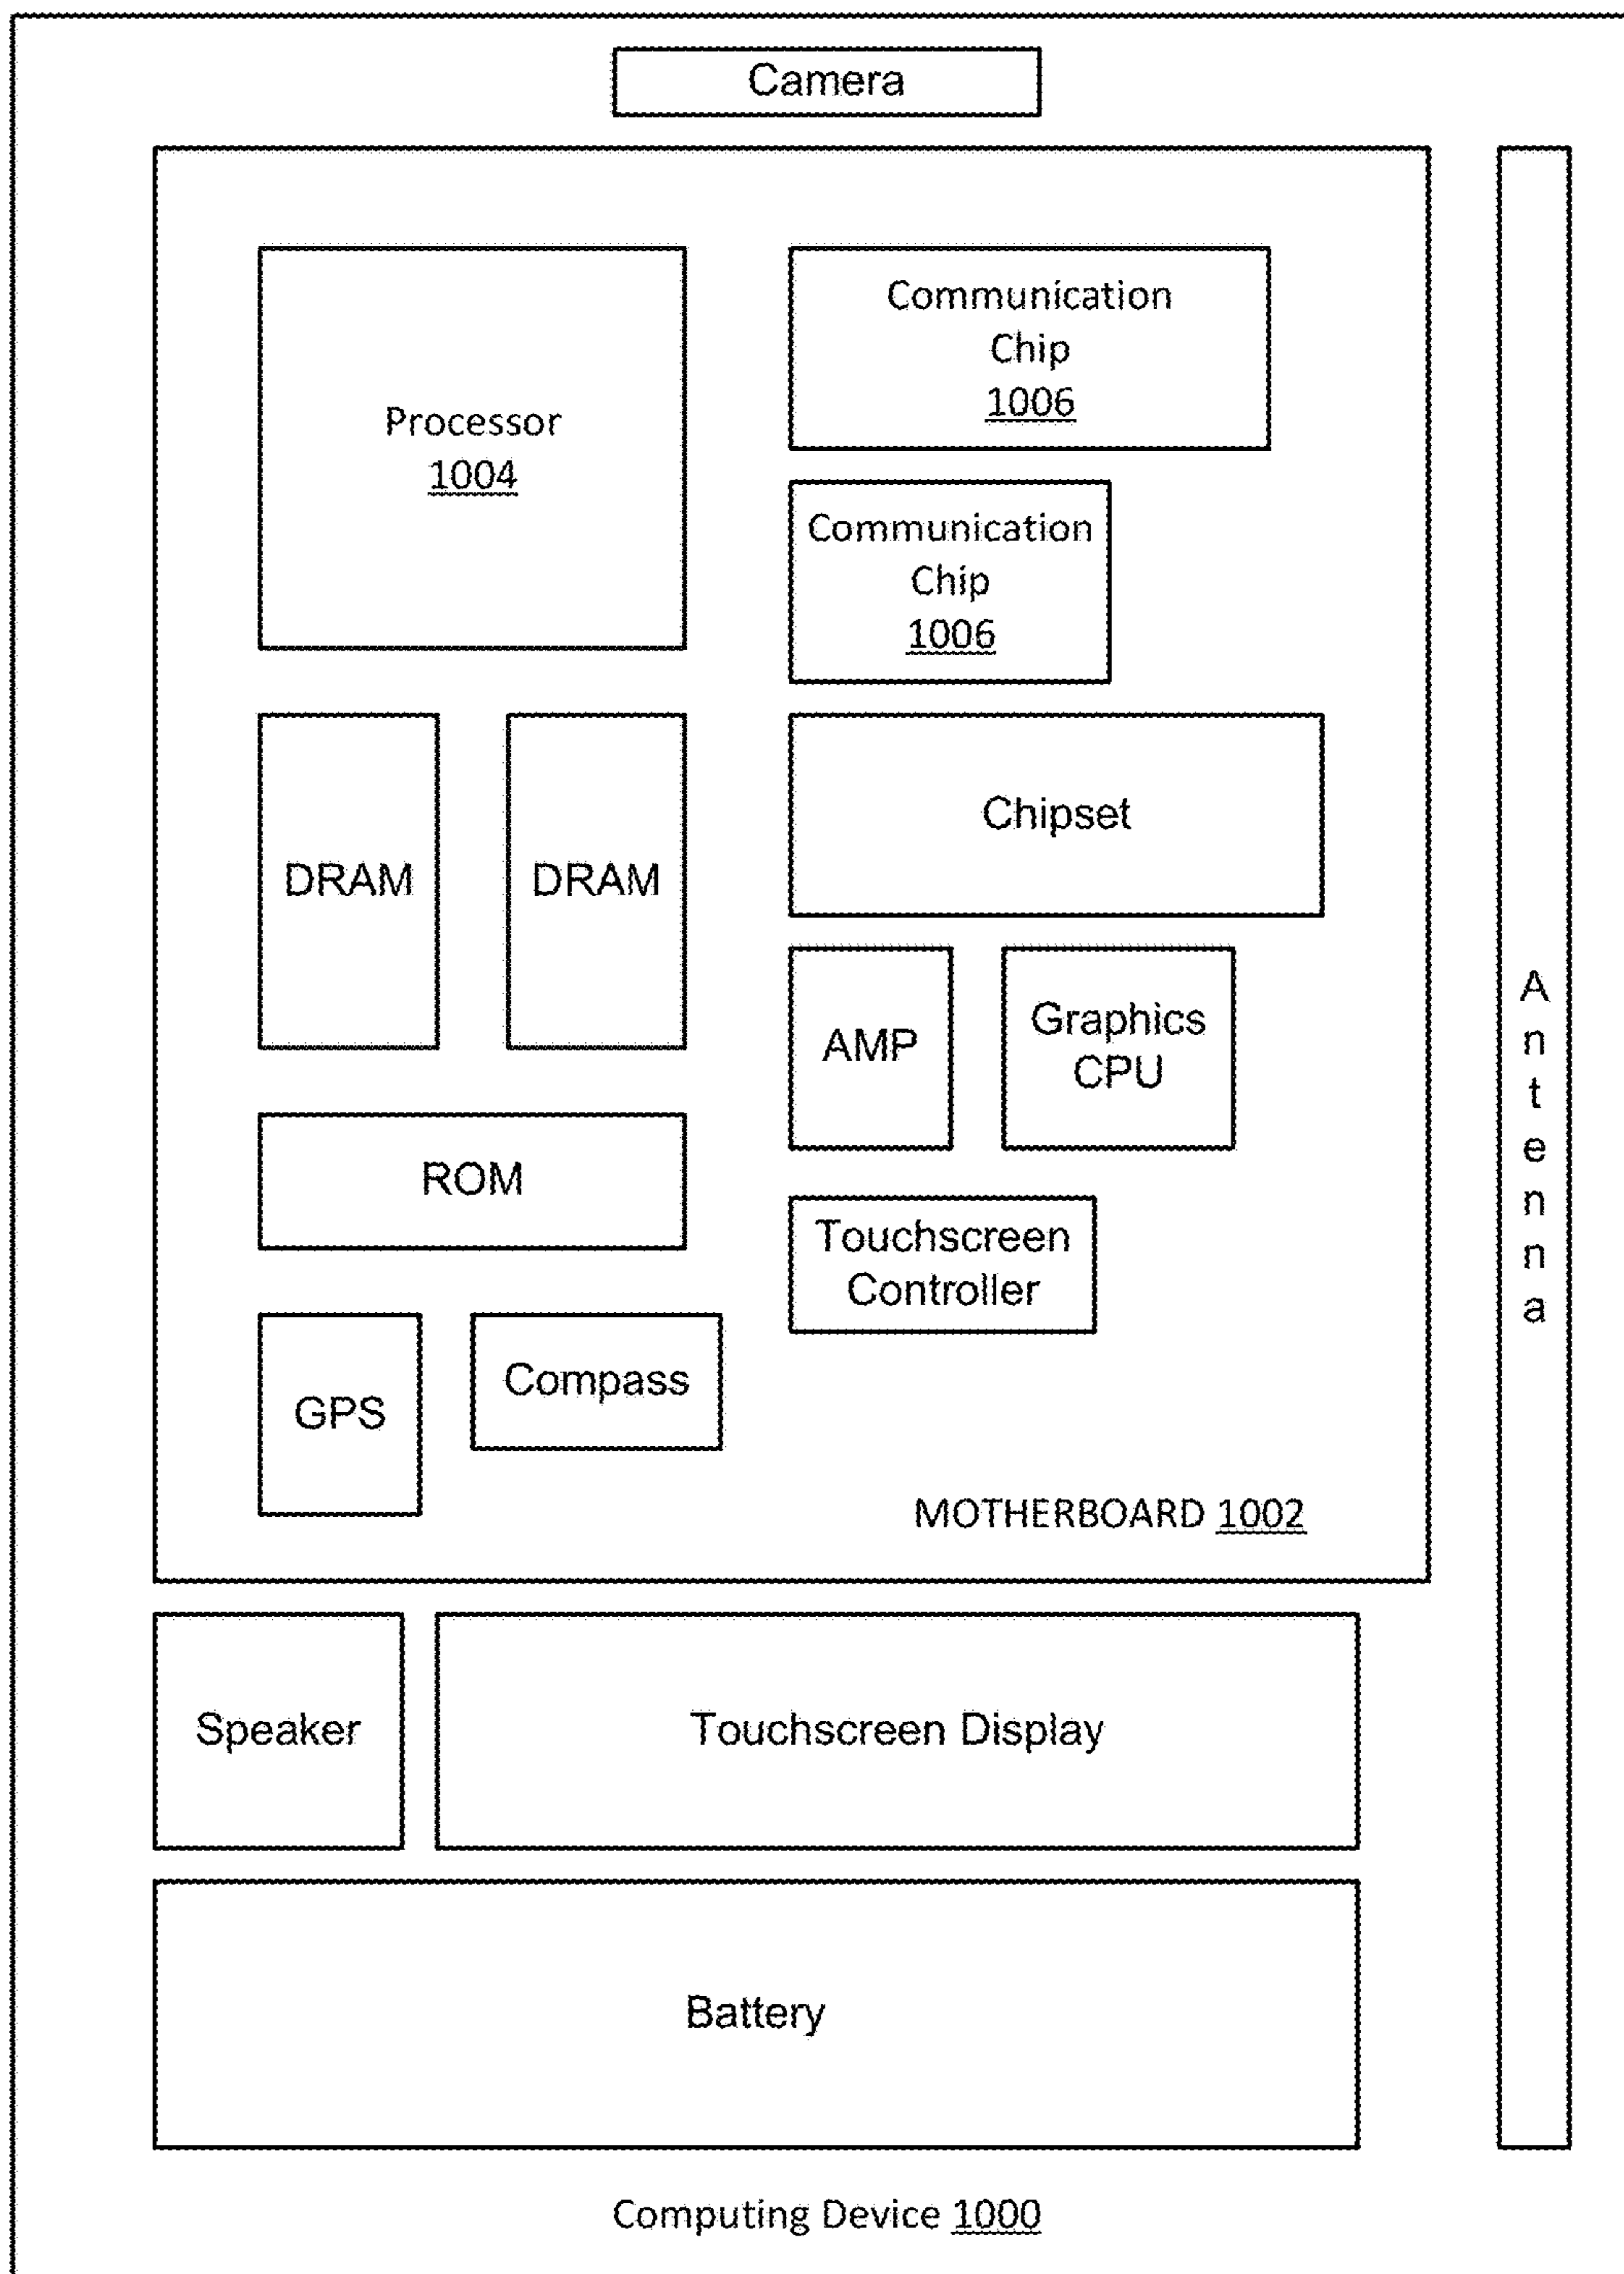 Camera
Processor
1004
Communication
Chip
1006
Communication
Chip
1006
DRAM
DRAM
Chipset
AMP
Graphics
CPU
ROM
Touchscreen
Controller
GPS
Compass
MOTHERBOARD 1002
Antenna
Speaker
Touchscreen Display
Battery
Computing Device 1000